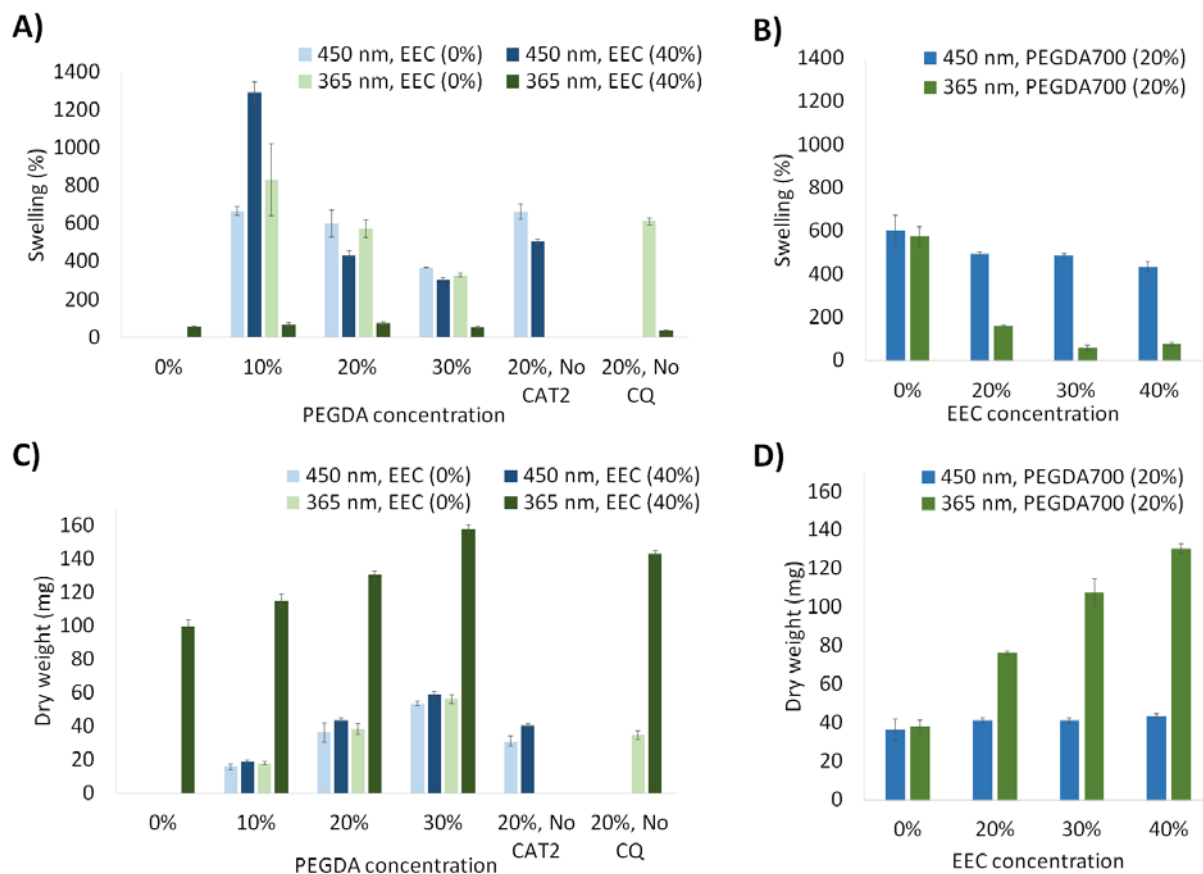 A)
450 nm, EEC (0%) 450 nm, EEC (40%)
365 nm, EEC (0%) 365 nm, EEC (40%)
Swelling (%)
1400
1200
1000
800
600
400
200
0
0% 10% 20% 30% 20%, No CAT2 20%, No CQ
PEGDA concentration
B)
450 nm, PEGDA700 (20%)
365 nm, PEGDA700 (20%)
Swelling (%)
1400
1200
1000
800
600
400
200
0
0% 20% 30% 40%
EEC concentration
C)
450 nm, EEC (0%) 450 nm, EEC (40%)
365 nm, EEC (0%) 365 nm, EEC (40%)
Dry weight (mg)
160
140
120
100
80
60
40
20
0
0% 10% 20% 30% 20%, No CAT2 20%, No CQ
PEGDA concentration
D)
450 nm, PEGDA700 (20%)
365 nm, PEGDA700 (20%)
Dry weight (mg)
160
140
120
100
80
60
40
20
0
0% 20% 30% 40%
EEC concentration